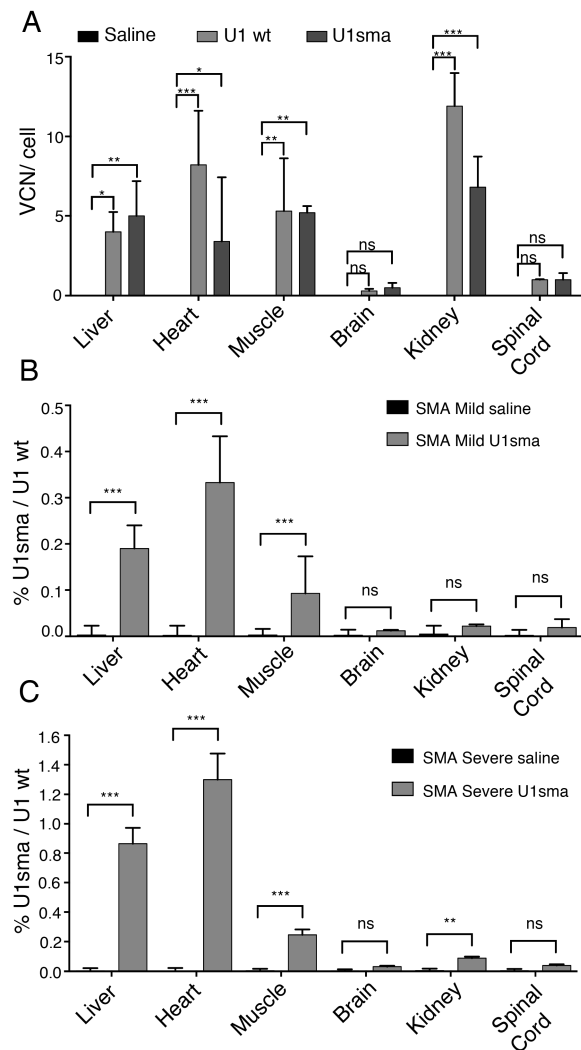 A
Saline U1 wt U1sma
VCN/ cell
15
10
5
0
* ** *** * ** ** ns ns *** *** ns ns
Liver Heart Muscle Brain Kidney Spinal Cord
B
SMA Mild saline
SMA Mild U1sma
% U1sma / U1 wt
0.5
0.4
0.3
0.2
0.1
0.0
*** *** *** ns ns ns
Liver Heart Muscle Brain Kidney Spinal Cord
C
SMA Severe saline
SMA Severe U1sma
% U1sma / U1 wt
1.6
1.4
1.2
1.0
0.8
0.6
0.4
0.2
0.0
*** *** *** ns ** ns
Liver Heart Muscle Brain Kidney Spinal Cord